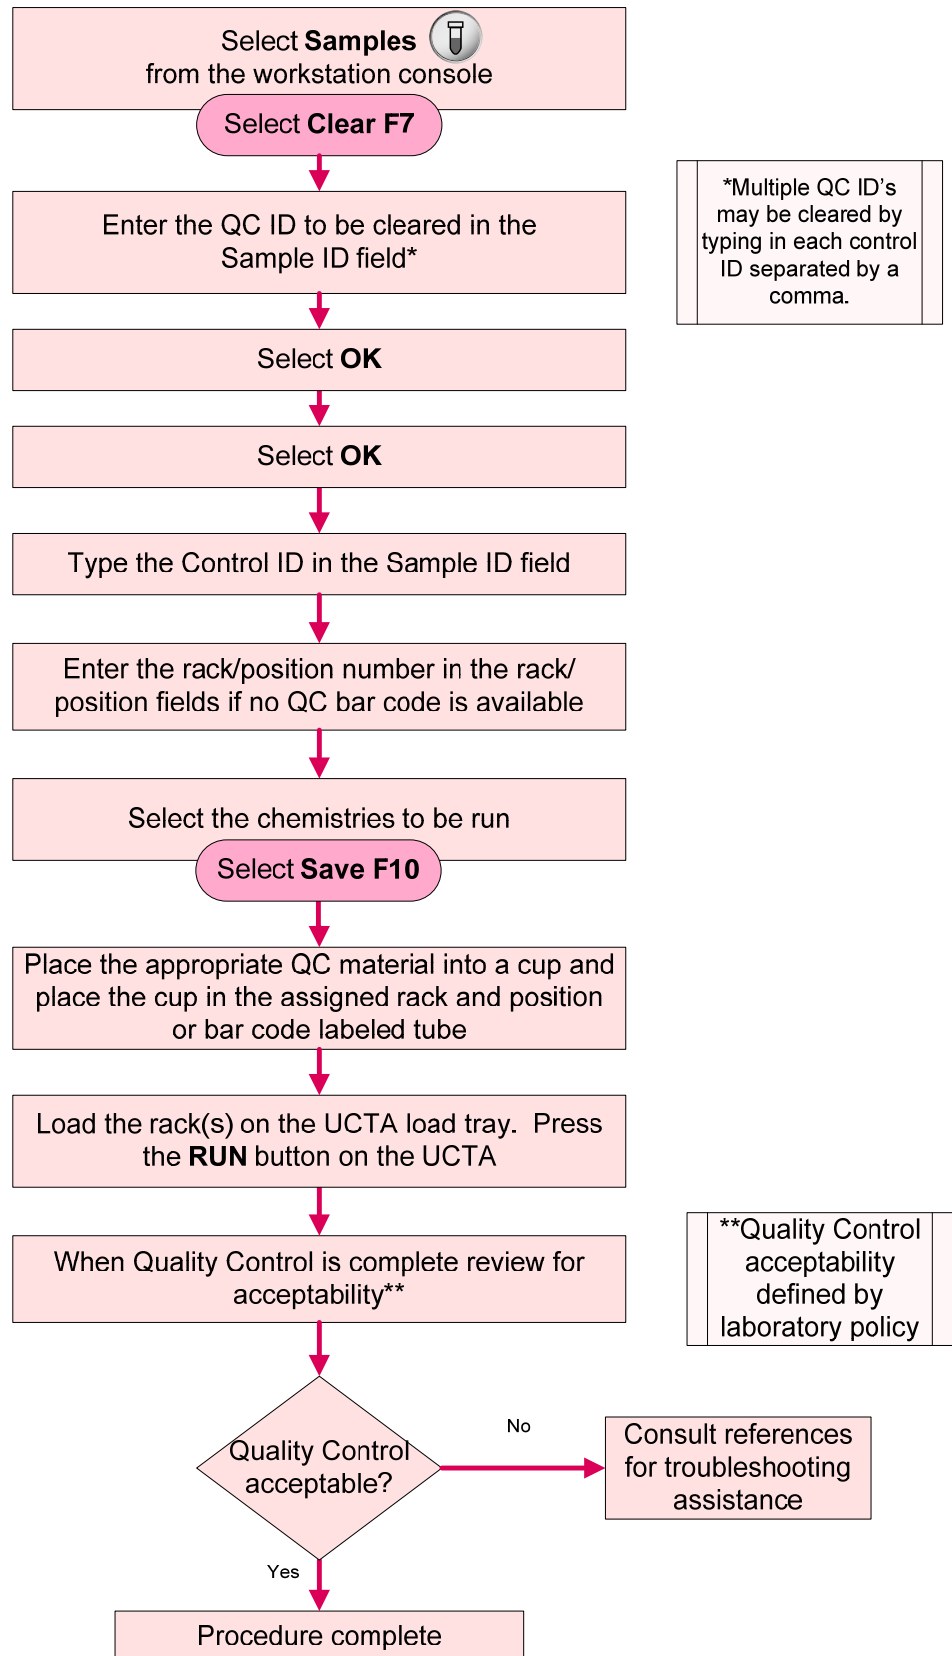 Select Samples
from the workstation console
Select Clear F7
Enter the QC ID to be cleared in the
Sample ID field*
*Multiple QC ID's
may be cleared by
typing in each control
ID separated by a
comma.
Select OK
Select OK
Type the Control ID in the Sample ID field
Enter the rack/position number in the rack/
position fields if no QC bar code is available
Select the chemistries to be run
Select Save F10
Place the appropriate QC material into a cup and
place the cup in the assigned rack and position
or bar code labeled tube
Load the rack(s) on the UCTA load tray.  Press
the RUN button on the UCTA
When Quality Control is complete review for
acceptability**
**Quality Control
acceptability
defined by
laboratory policy
Quality Control
acceptable?
No
Consult references
for troubleshooting
assistance
Yes
Procedure complete